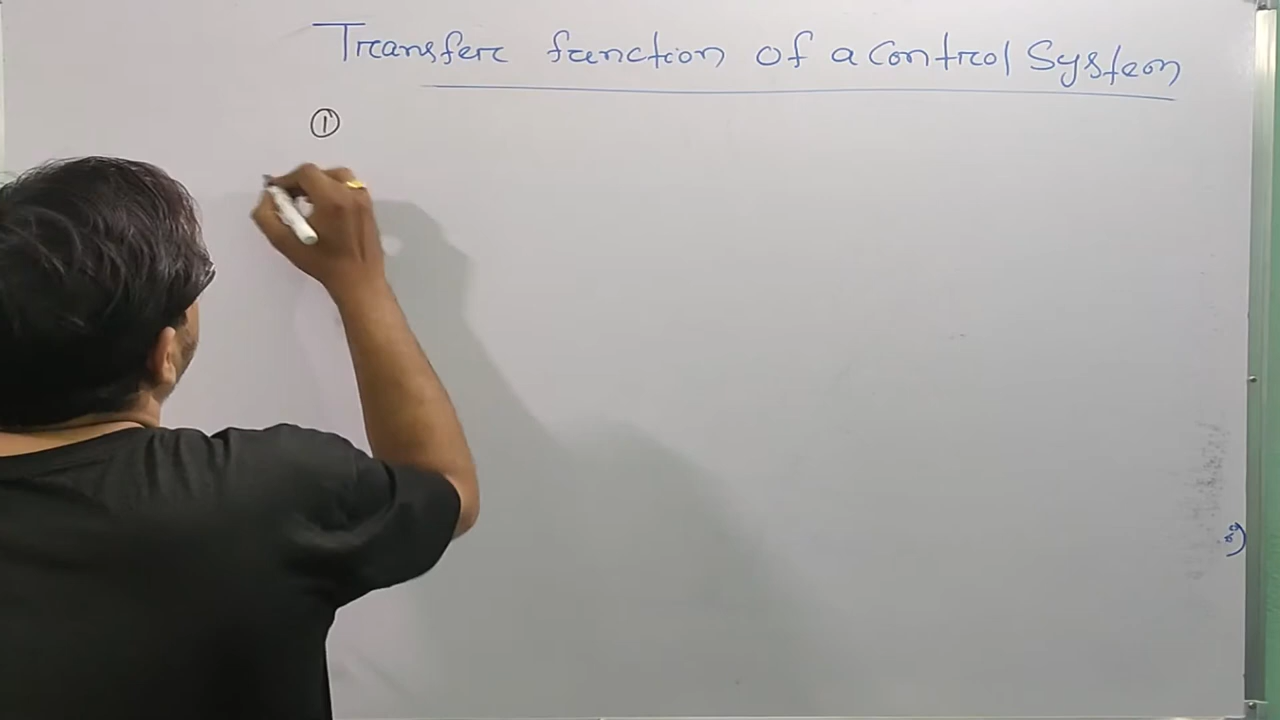 Transfer function of a Control System
①